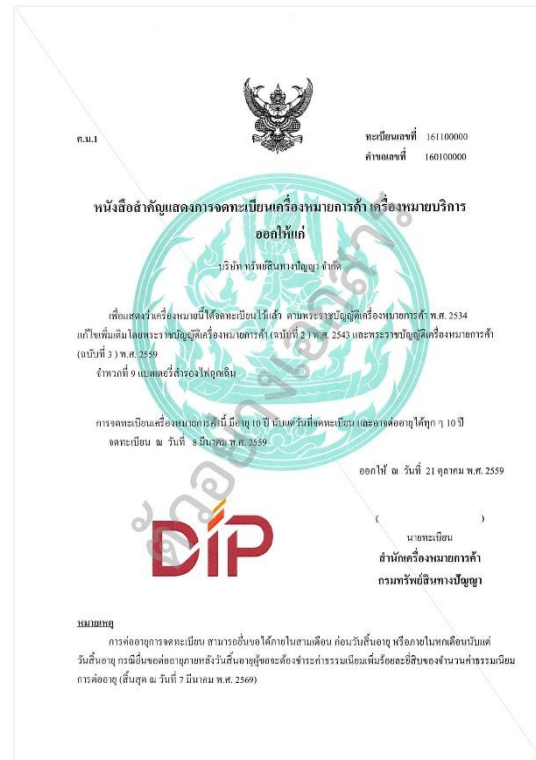 ค.ม.1
ทะเบียนเลขที่ 161100000
คำขอเลขที่ 160100000
หนังสือสำคัญแสดงการจดทะเบียนเครื่องหมายการค้า เครื่องหมายบริการ
ออกให้แก่
บริษัท ทรัพย์สินทางปัญญา จำกัด
เพื่อแสดงว่าเครื่องหมายนี้ได้จดทะเบียนไว้แล้ว ตามพระราชบัญญัติเครื่องหมายการค้า พ.ศ. 2534
แก้ไขเพิ่มเติมโดยพระราชบัญญัติเครื่องหมายการค้า (ฉบับที่ 2 ) พ.ศ. 2543 และพระราชบัญญัติเครื่องหมายการค้า
(ฉบับที่ 3 ) พ.ศ. 2559
จำพวกที่ 9 แบตเตอรี่สำรองไฟฉุกเฉิน
การจดทะเบียนเครื่องหมายการค้านี้ มีอายุ 10 ปี นับแต่วันที่จดทะเบียน และอาจต่ออายุได้ทุก ๆ 10 ปี
จดทะเบียน ณ วันที่ 8 มีนาคม พ.ศ. 2559
ออกให้ ณ วันที่ 21 ตุลาคม พ.ศ. 2559
ตัวอย่างเอกสาร
DIP
( )
นายทะเบียน
สำนักเครื่องหมายการค้า
กรมทรัพย์สินทางปัญญา
หมายเหตุ
การต่ออายุการจดทะเบียน สามารถยื่นขอได้ภายในสามเดือน ก่อนวันสิ้นอายุ หรือภายในหกเดือนนับแต่
วันสิ้นอายุ กรณียื่นขอต่ออายุภายหลังวันสิ้นอายุผู้ขอจะต้องชำระค่าธรรมเนียมเพิ่มร้อยละยี่สิบของจำนวนค่าธรรมเนียม
การต่ออายุ (สิ้นสุด ณ วันที่ 7 มีนาคม พ.ศ. 2569)